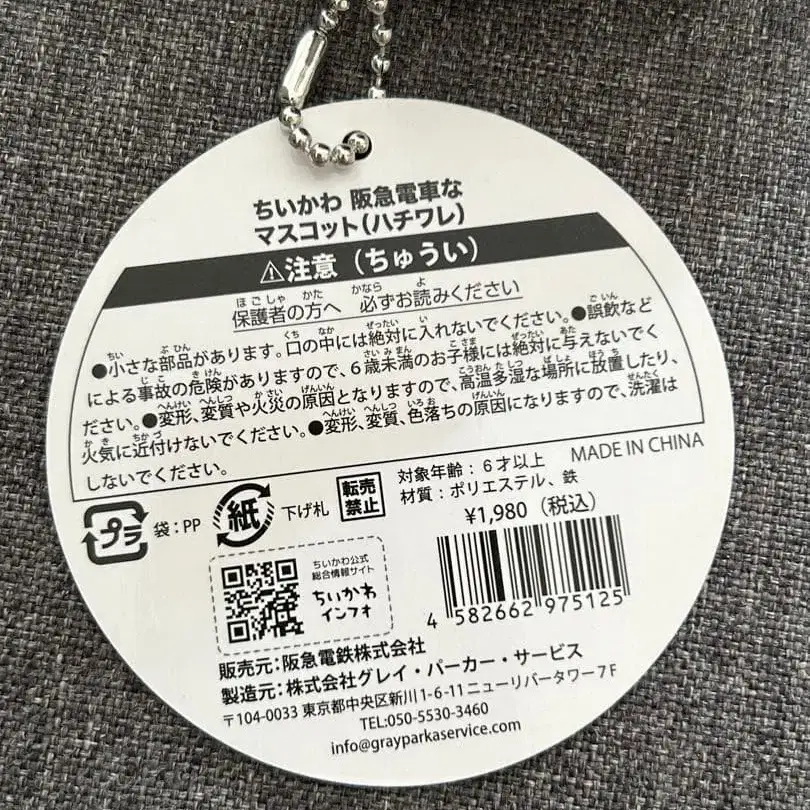 ちいかわ 阪急電車な
マスコット(ハチワレ)
⚠注意（ちゅうい）
保護者の方へ 必ずお読みください
●小さな部品があります。口の中には絶対に入れないでください。●誤飲など
による事故の危険がありますので、6歳未満のお子様には絶対に与えないでく
ださい。●変形、変質や火災の原因となりますので、高温多湿な場所に放置したり、
火気に近付けないでください。●変形、変質、色落ちの原因になりますので、洗濯は
しないでください。
MADE IN CHINA
対象年齢：6才以上
材質：ポリエステル、鉄
¥1,980（税込）
プラ 袋：PP 紙 下げ札 転売禁止
ちいかわ公式
総合情報サイト
ちいかわ
インフォ
4 582662 975125
販売元：阪急電鉄株式会社
製造元：株式会社グレイ・パーカー・サービス
〒104-0033 東京都中央区新川1-6-11ニューリバータワー7F
TEL:050-5530-3460
info@grayparkaservice.com